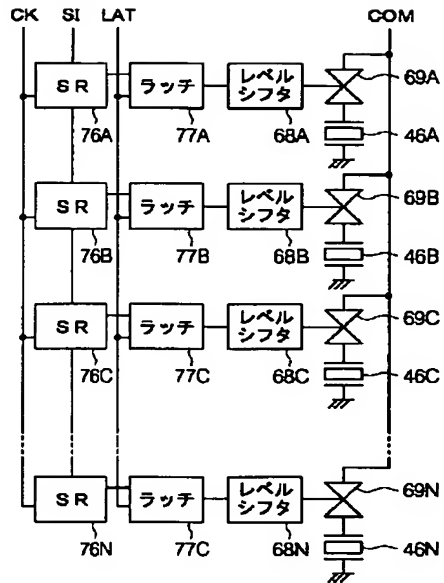 CK SI LAT COM
SR ラッチ レベルシフタ 69A
76A 77A 68A 46A
SR ラッチ レベルシフタ 69B
76B 77B 68B 46B
SR ラッチ レベルシフタ 69C
76C 77C 68C 46C
SR ラッチ レベルシフタ 69N
76N 77C 68N 46N